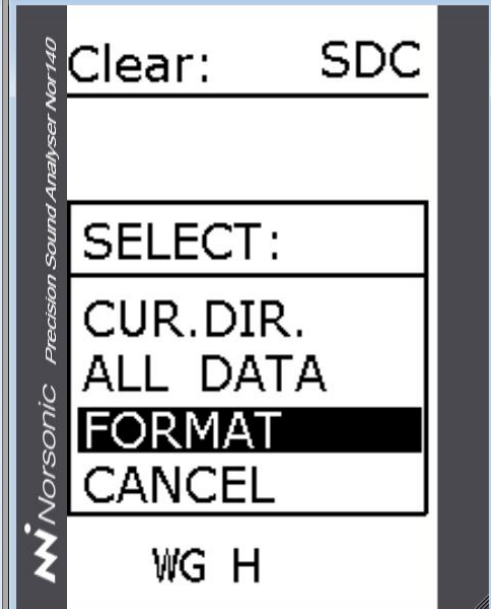 Clear: SDC
SELECT:
CUR.DIR.
ALL DATA
FORMAT
CANCEL
WG H
Norsonic Precision Sound Analyser Nor140